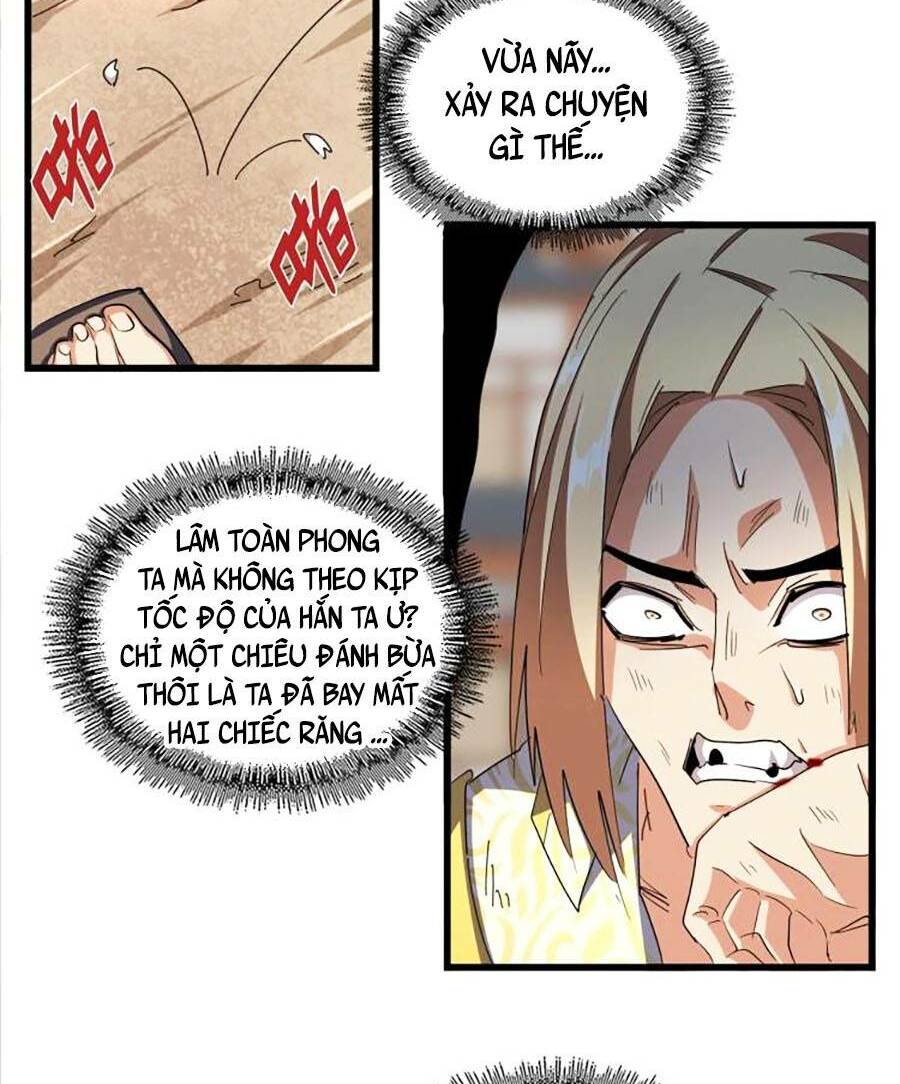 VỪA NÃY...
XẢY RA CHUYỆN
GÌ THẾ...
啪
啪
LÂM TOÀN PHONG
TA MÀ KHÔNG THEO KỊP
TỐC ĐỘ CỦA HẮN TA Ư?
CHỈ MỘT CHIÊU ĐÁNH BỪA
THÔI LÀ TA ĐÃ BAY MẤT
HAI CHIẾC RĂNG ...